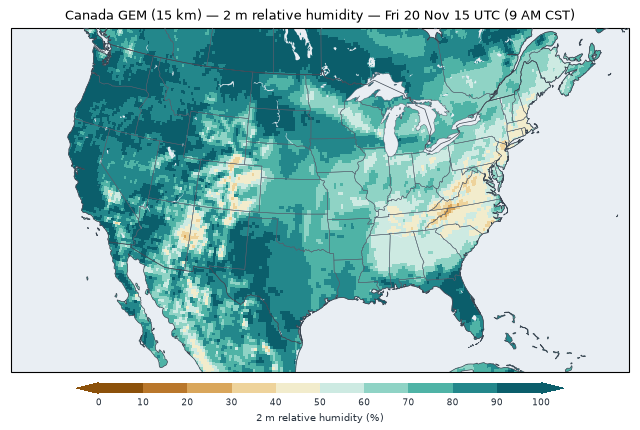 Canada GEM (15 km) — 2 m relative humidity — Fri 20 Nov 15 UTC (9 AM CST)
0 10 20 30 40 50 60 70 80 90 100
2 m relative humidity (%)